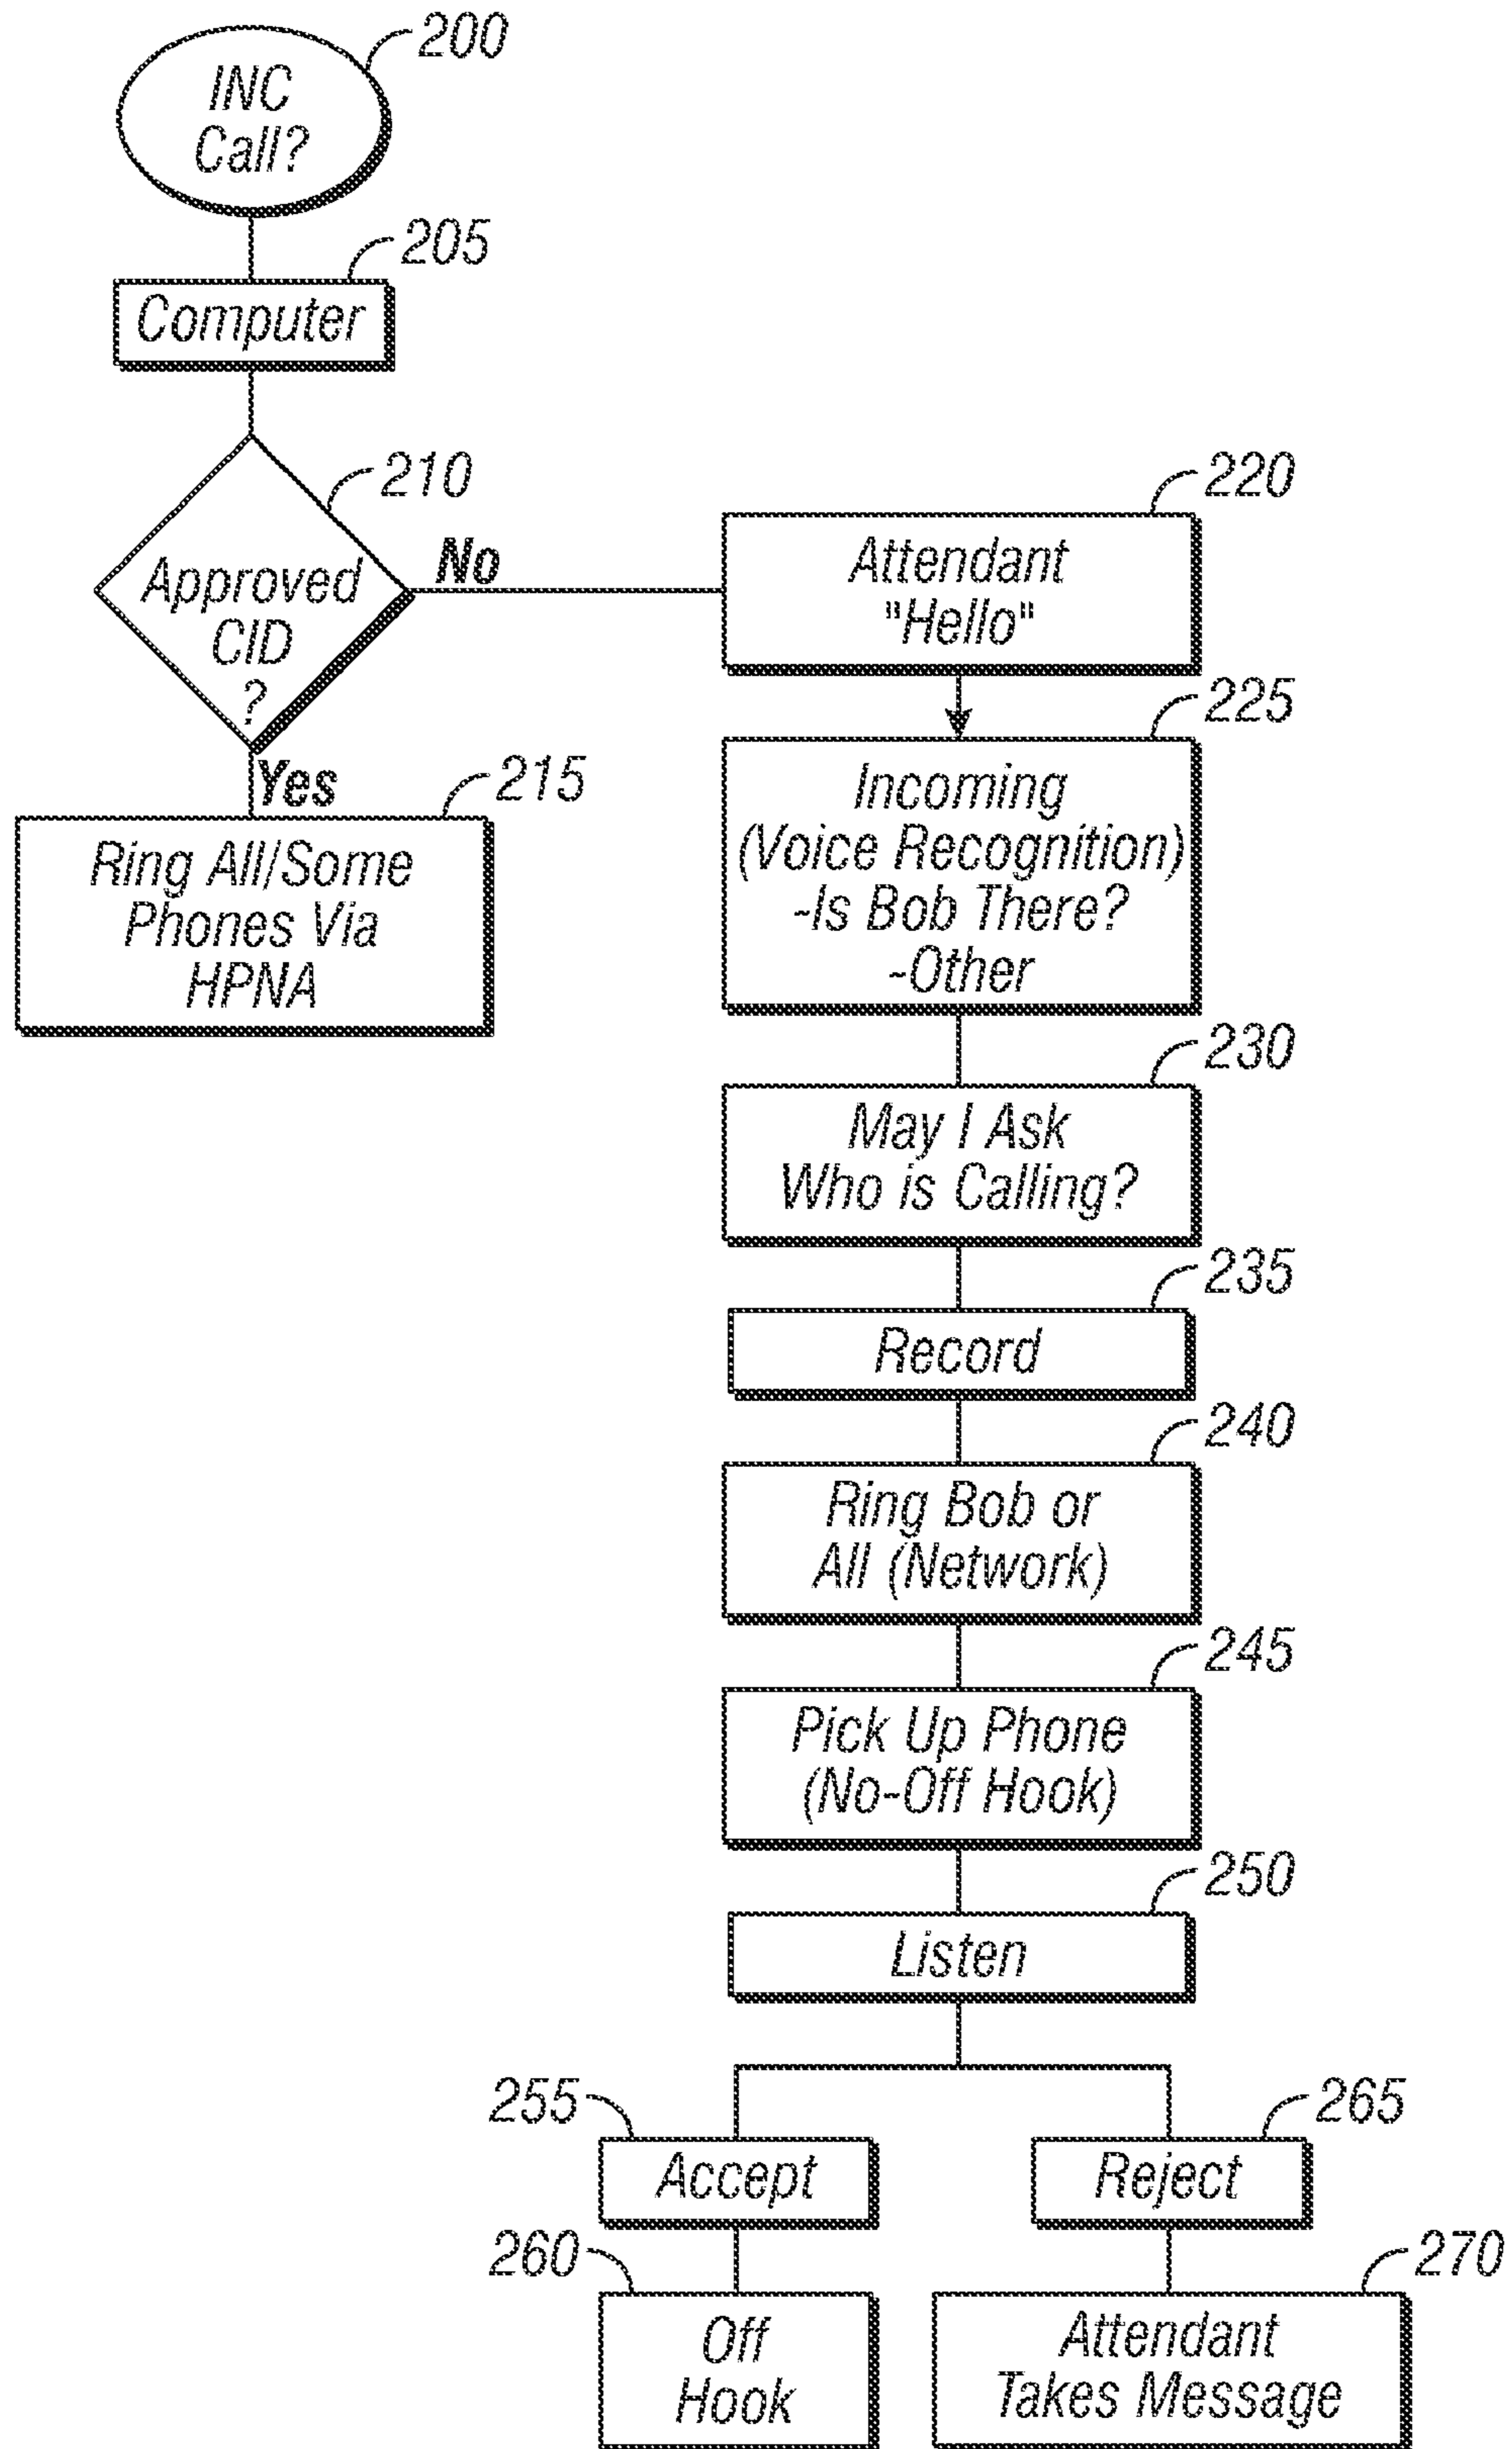 200
INC
Call?
205
Computer
210
Approved
CID
?
No
Yes
215
Ring All/Some
Phones Via
HPNA
220
Attendant
"Hello"
225
Incoming
(Voice Recognition)
-Is Bob There?
-Other
230
May I Ask
Who is Calling?
235
Record
240
Ring Bob or
All (Network)
245
Pick Up Phone
(No-Off Hook)
250
Listen
255
Accept
260
Off
Hook
265
Reject
270
Attendant
Takes Message